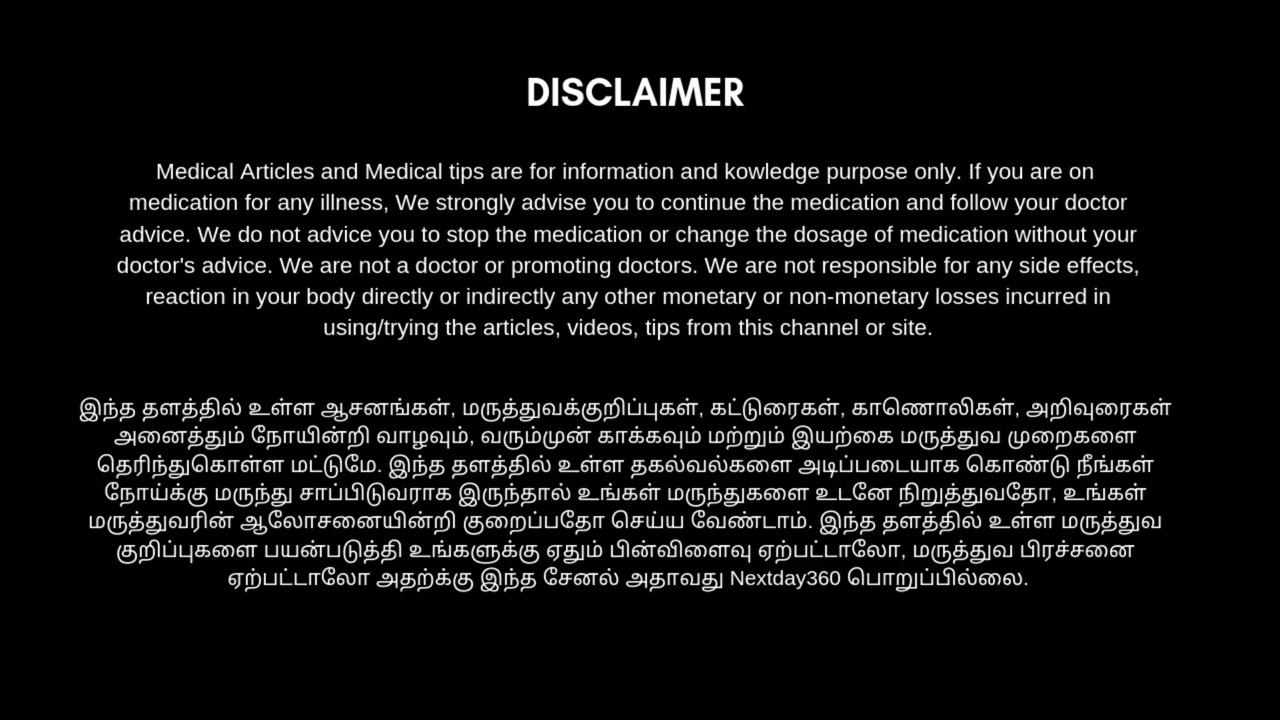 DISCLAIMER
Medical Articles and Medical tips are for information and kowledge purpose only. If you are on
medication for any illness, We strongly advise you to continue the medication and follow your doctor
advice. We do not advice you to stop the medication or change the dosage of medication without your
doctor's advice. We are not a doctor or promoting doctors. We are not responsible for any side effects,
reaction in your body directly or indirectly any other monetary or non-monetary losses incurred in
using/trying the articles, videos, tips from this channel or site.
இந்த தளத்தில் உள்ள ஆசனங்கள், மருத்துவக்குறிப்புகள், கட்டுரைகள், காணொலிகள், அறிவுரைகள்
அனைத்தும் நோயின்றி வாழவும், வரும்முன் காக்கவும் மற்றும் இயற்கை மருத்துவ முறைகளை
தெரிந்துகொள்ள மட்டுமே. இந்த தளத்தில் உள்ள தகல்வல்களை அடிப்படையாக கொண்டு நீங்கள்
நோய்க்கு மருந்து சாப்பிடுவராக இருந்தால் உங்கள் மருந்துகளை உடனே நிறுத்துவதோ, உங்கள்
மருத்துவரின் ஆலோசனையின்றி குறைப்பதோ செய்ய வேண்டாம். இந்த தளத்தில் உள்ள மருத்துவ
குறிப்புகளை பயன்படுத்தி உங்களுக்கு ஏதும் பின்விளைவு ஏற்பட்டாலோ, மருத்துவ பிரச்சனை
ஏற்பட்டாலோ அதற்க்கு இந்த சேனல் அதாவது Nextday360 பொறுப்பில்லை.